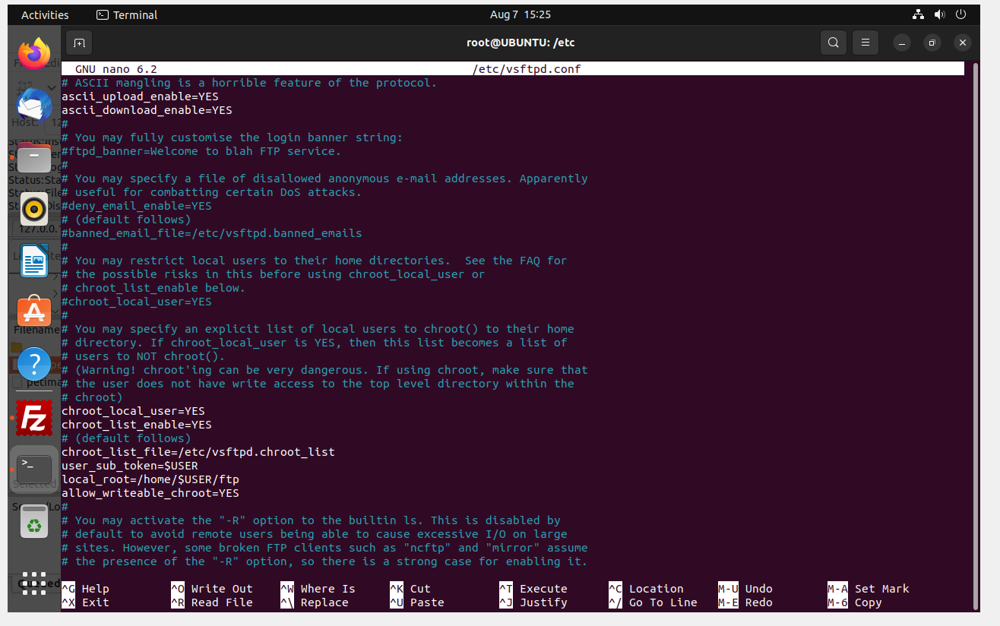 Activities
Terminal
Aug 7 15:25
root@UBUNTU: /etc
GNU nano 6.2 /etc/vsftpd.conf
# ASCII mangling is a horrible feature of the protocol.
ascii_upload_enable=YES
ascii_download_enable=YES
#
# You may fully customise the login banner string:
#ftpd_banner=Welcome to blah FTP service.
#
# You may specify a file of disallowed anonymous e-mail addresses. Apparently
# useful for combatting certain DoS attacks.
#deny_email_enable=YES
# (default follows)
#banned_email_file=/etc/vsftpd.banned_emails
#
# You may restrict local users to their home directories.  See the FAQ for
# the possible risks in this before using chroot_local_user or
# chroot_list_enable below.
#chroot_local_user=YES
#
# You may specify an explicit list of local users to chroot() to their home
# directory. If chroot_local_user is YES, then this list becomes a list of
# users to NOT chroot().
# (Warning! chroot'ing can be very dangerous. If using chroot, make sure that
# the user does not have write access to the top level directory within the
# chroot)
chroot_local_user=YES
chroot_list_enable=YES
# (default follows)
chroot_list_file=/etc/vsftpd.chroot_list
user_sub_token=$USER
local_root=/home/$USER/ftp
allow_writeable_chroot=YES
#
# You may activate the "-R" option to the builtin ls. This is disabled by
# default to avoid remote users being able to cause excessive I/O on large
# sites. However, some broken FTP clients such as "ncftp" and "mirror" assume
# the presence of the "-R" option, so there is a strong case for enabling it.
^G Help ^O Write Out ^W Where Is ^K Cut ^T Execute ^C Location M-U Undo M-A Set Mark
^X Exit ^R Read File ^\ Replace ^U Paste ^J Justify ^/ Go To Line M-E Redo M-6 Copy
Host:
127.0.0.
Filename
Selected